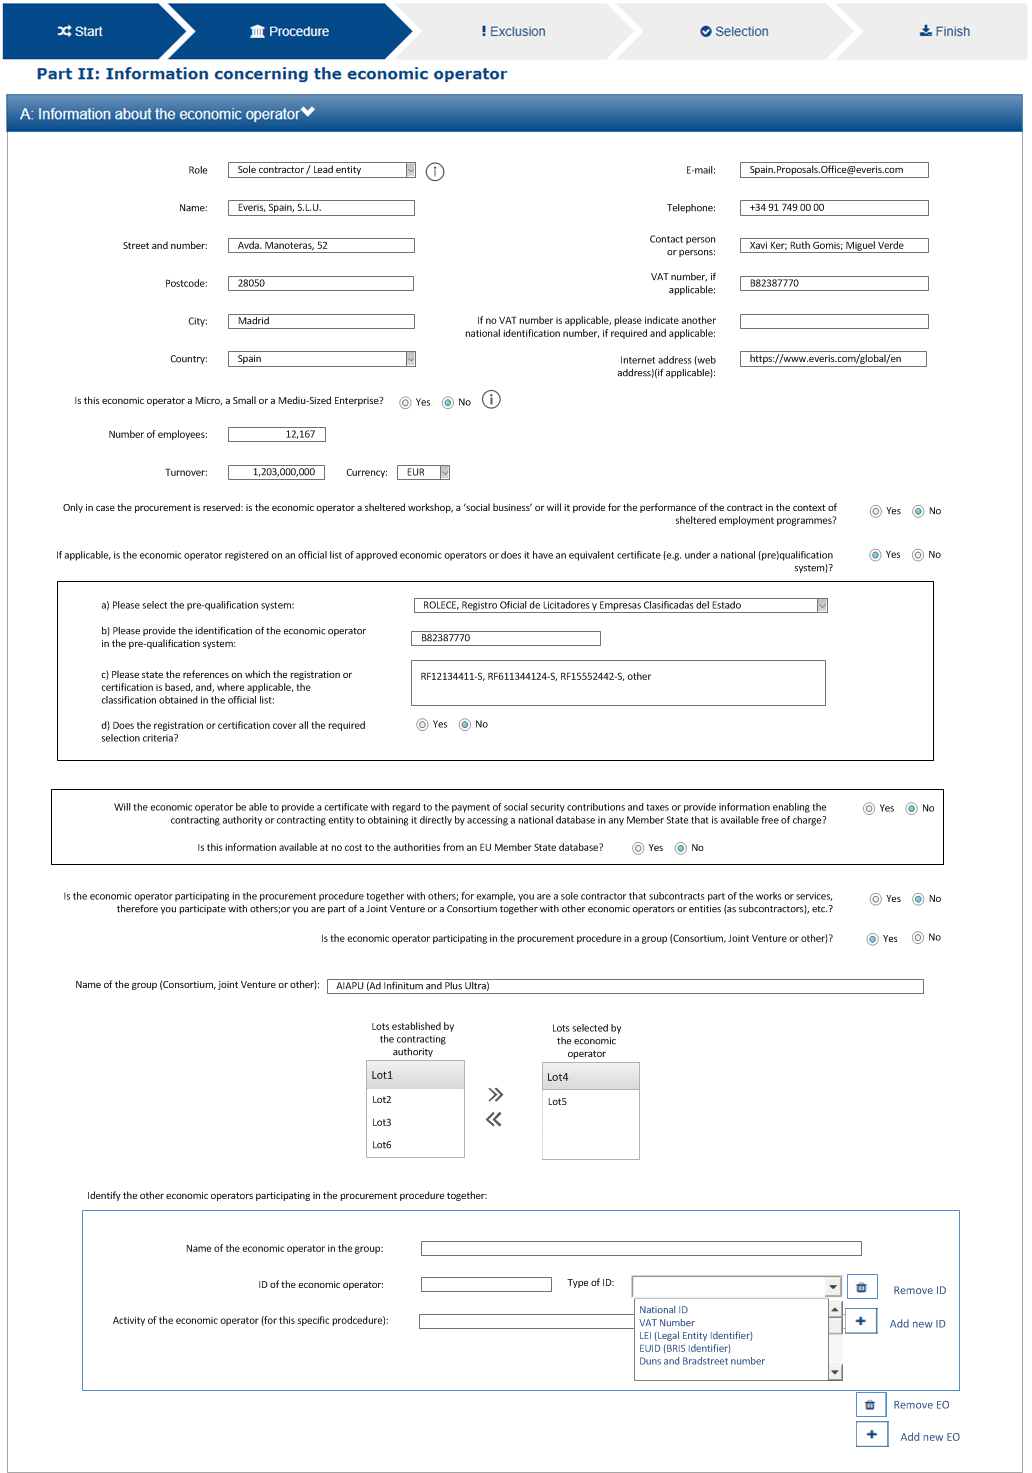 Start
Procedure
Exclusion
Selection
Finish
Part II: Information concerning the economic operator
A: Information about the economic operator
Role
Sole contractor / Lead entity
E-mail:
Spain.Proposals.Office@everis.com
Name:
Everis, Spain, S.L.U.
Telephone:
+34 91 749 00 00
Street and number:
Avda. Manoteras, 52
Contact person
or persons:
Xavi Ker; Ruth Gomis; Miguel Verde
Postcode:
28050
VAT number, if
applicable:
B82387770
City:
Madrid
If no VAT number is applicable, please indicate another
national identification number, if required and applicable:
Country:
Spain
Internet address (web
address)(if applicable):
https://www.everis.com/global/en
Is this economic operator a Micro, a Small or a Mediu-Sized Enterprise?
Yes
No
Number of employees:
12,167
Turnover:
1,203,000,000
Currency:
EUR
Only in case the procurement is reserved: is the economic operator a sheltered workshop, a ‘social business’ or will it provide for the performance of the contract in the context of
sheltered employment programmes?
Yes
No
If applicable, is the economic operator registered on an official list of approved economic operators or does it have an equivalent certificate (e.g. under a national (pre)qualification
system)?
Yes
No
a) Please select the pre-qualification system:
ROLECE, Registro Oficial de Licitadores y Empresas Clasificadas del Estado
b) Please provide the identification of the economic operator
in the pre-qualification system:
B82387770
c) Please state the references on which the registration or
certification is based, and, where applicable, the
classification obtained in the official list:
RF12134411-S, RF611344124-S, RF15552442-S, other
d) Does the registration or certification cover all the required
selection criteria?
Yes
No
Will the economic operator be able to provide a certificate with regard to the payment of social security contributions and taxes or provide information enabling the
contracting authority or contracting entity to obtaining it directly by accessing a national database in any Member State that is available free of charge?
Yes
No
Is this information available at no cost to the authorities from an EU Member State database?
Yes
No
Is the economic operator participating in the procurement procedure together with others; for example, you are a sole contractor that subcontracts part of the works or services,
therefore you participate with others;or you are part of a Joint Venture or a Consortium together with other economic operators or entities (as subcontractors), etc.?
Yes
No
Is the economic operator participating in the procurement procedure in a group (Consortium, Joint Venture or other)?
Yes
No
Name of the group (Consortium, joint Venture or other):
AIAPU (Ad Infinitum and Plus Ultra)
Lots established by
the contracting
authority
Lot1
Lot2
Lot3
Lot6
Lots selected by
the economic
operator
Lot4
Lot5
Identify the other economic operators participating in the procurement procedure together:
Name of the economic operator in the group:
ID of the economic operator:
Type of ID:
Remove ID
Activity of the economic operator (for this specific prodcedure):
National ID
VAT Number
LEI (Legal Entity Identifier)
EUID (BRIS Identifier)
Duns and Bradstreet number
Add new ID
Remove EO
Add new EO